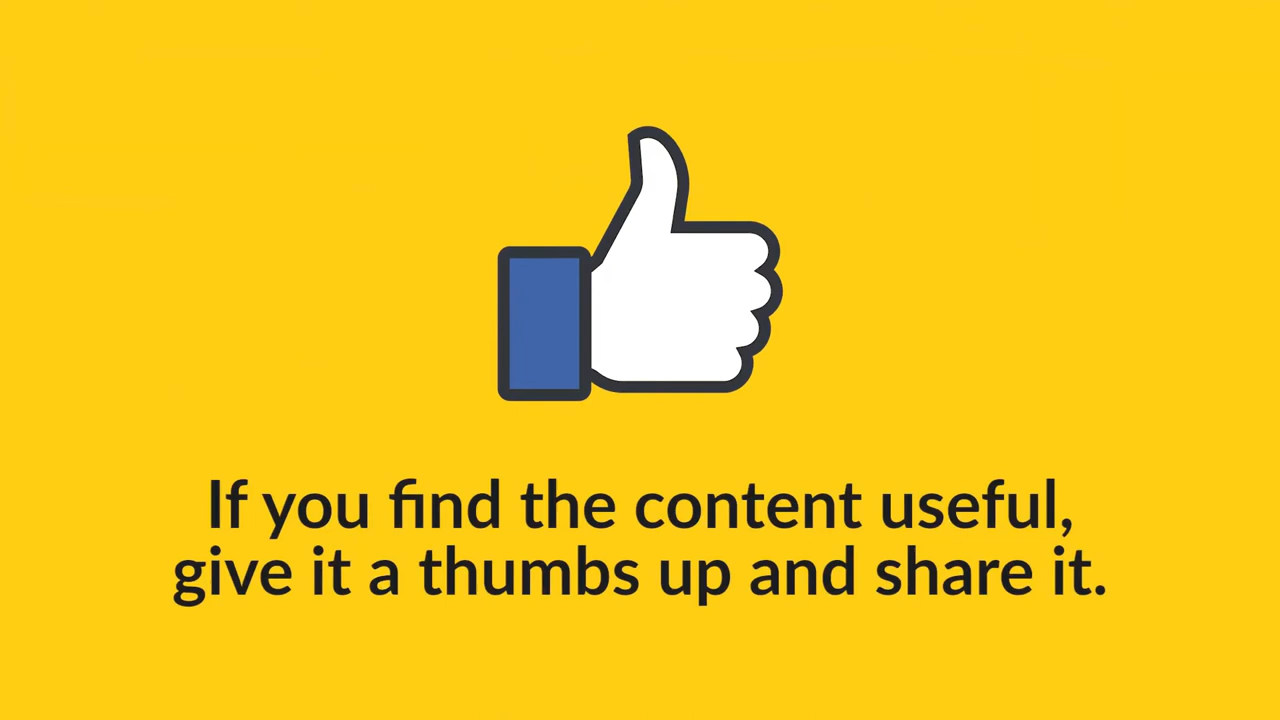 If you find the content useful,
give it a thumbs up and share it.